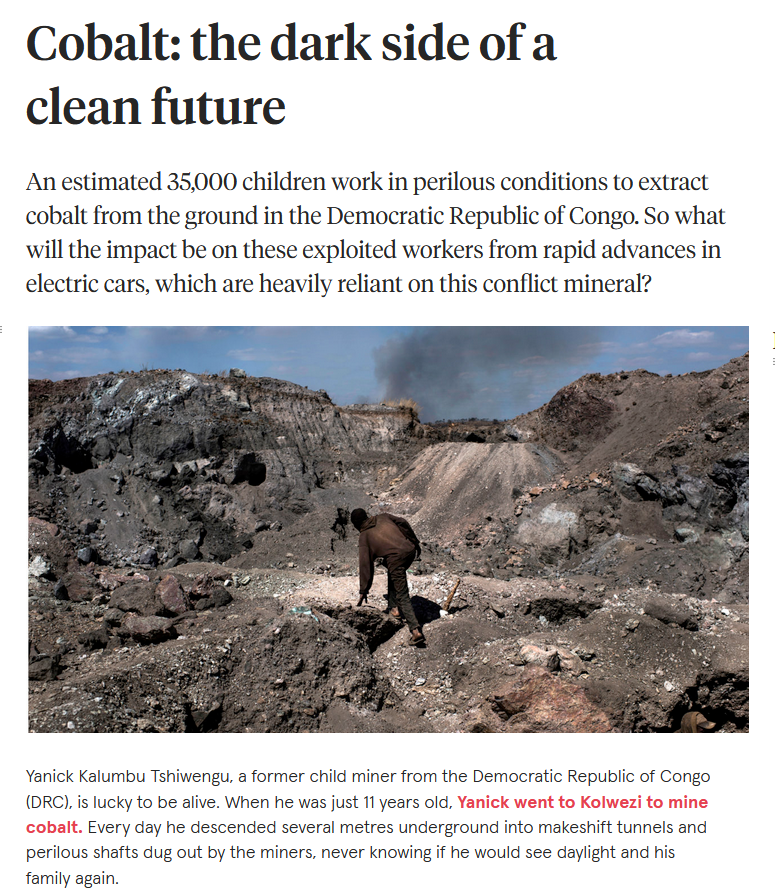 Cobalt: the dark side of a
clean future
An estimated 35,000 children work in perilous conditions to extract
cobalt from the ground in the Democratic Republic of Congo. So what
will the impact be on these exploited workers from rapid advances in
electric cars, which are heavily reliant on this conflict mineral?
Yanick Kalumbu Tshiwengu, a former child miner from the Democratic Republic of Congo
(DRC), is lucky to be alive. When he was just 11 years old, Yanick went to Kolwezi to mine
cobalt. Every day he descended several metres underground into makeshift tunnels and
perilous shafts dug out by the miners, never knowing if he would see daylight and his
family again.